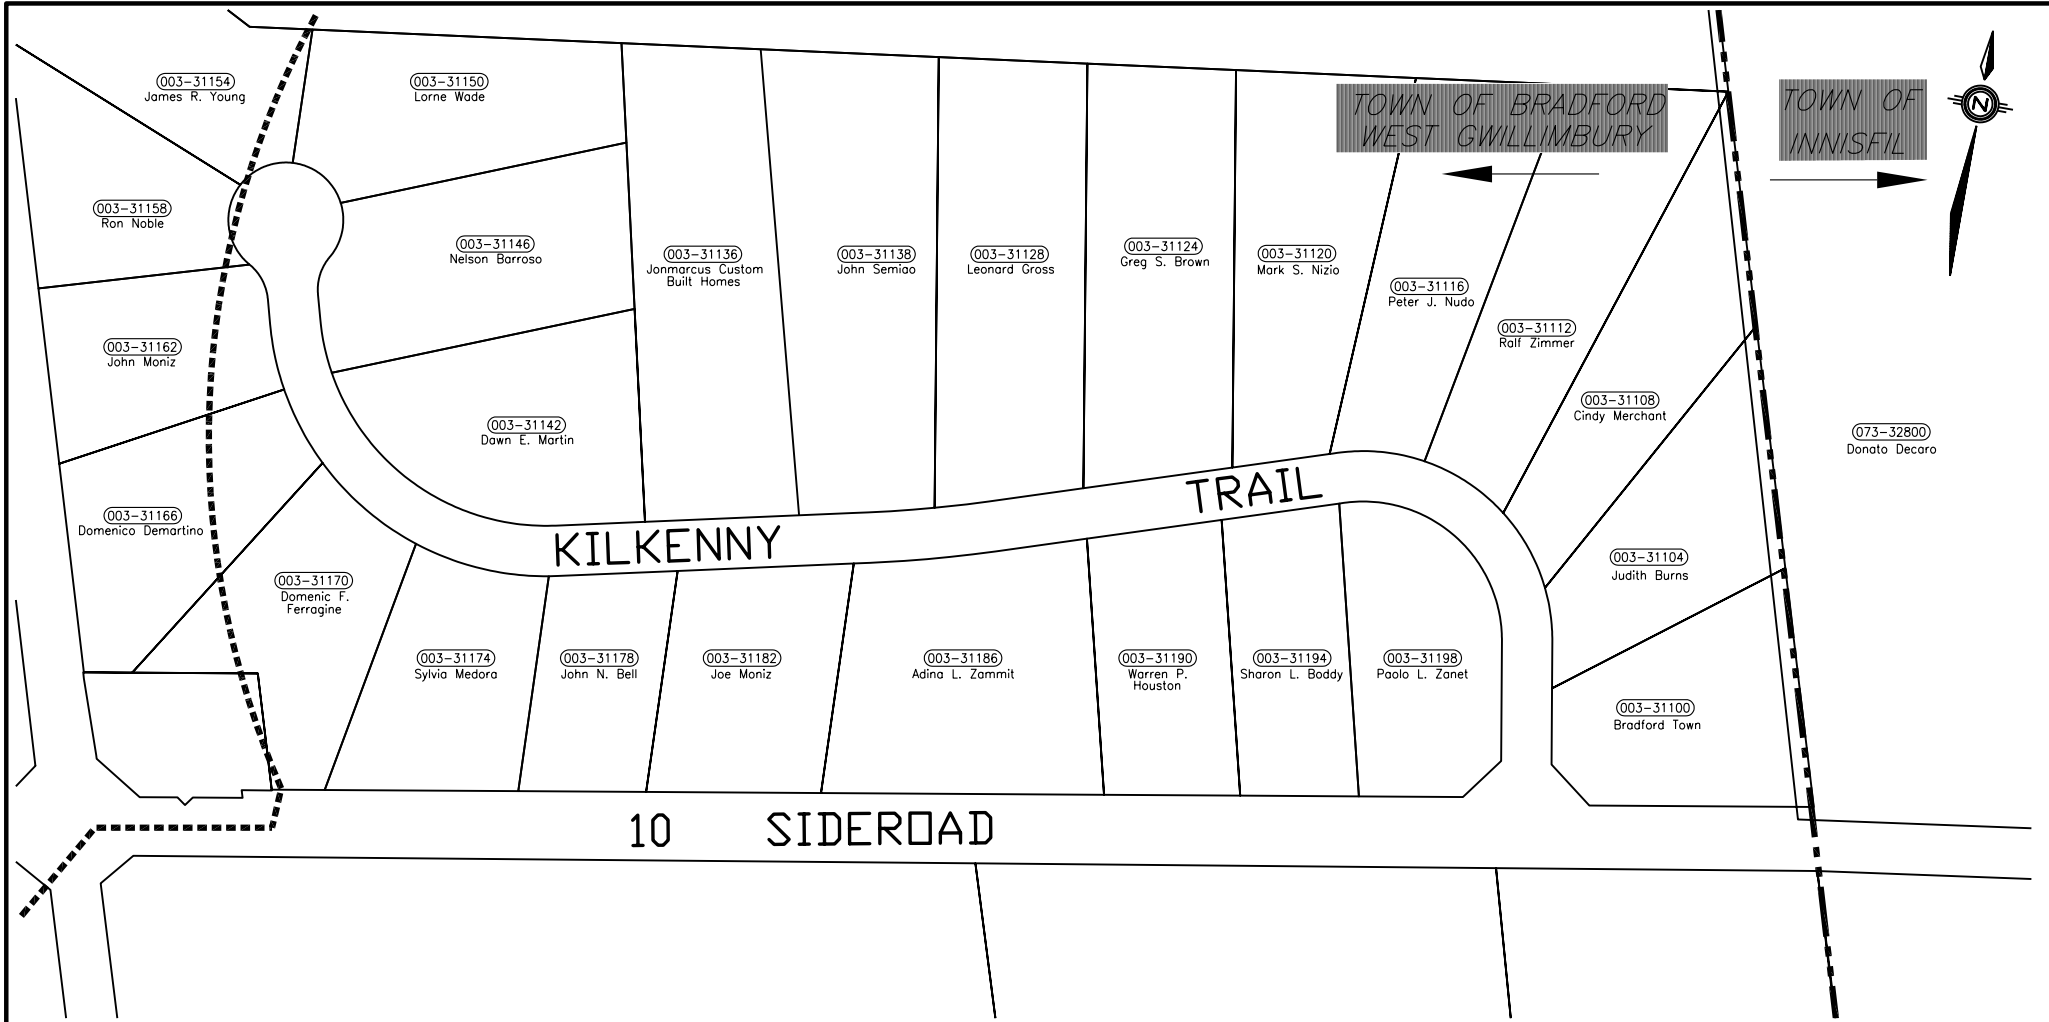 003-31154
James R. Young
003-31150
Lorne Wade
TOWN OF BRADFORD
WEST GWILLIMBURY
TOWN OF
INNISFIL
N
003-31158
Ron Noble
003-31146
Nelson Barroso
003-31136
Jonmarcus Custom
Built Homes
003-31138
John Semiao
003-31128
Leonard Gross
003-31124
Greg S. Brown
003-31120
Mark S. Nizio
003-31116
Peter J. Nudo
003-31112
Ralf Zimmer
003-31162
John Moniz
003-31142
Dawn E. Martin
003-31108
Cindy Merchant
073-32800
Donato Decaro
003-31166
Domenico Demartino
KILKENNY TRAIL
003-31104
Judith Burns
003-31170
Domenic F.
Ferragine
003-31174
Sylvia Medora
003-31178
John N. Bell
003-31182
Joe Moniz
003-31186
Adina L. Zammit
003-31190
Warren P.
Houston
003-31194
Sharon L. Boddy
003-31198
Paolo L. Zanet
003-31100
Bradford Town
10 SIDEROAD